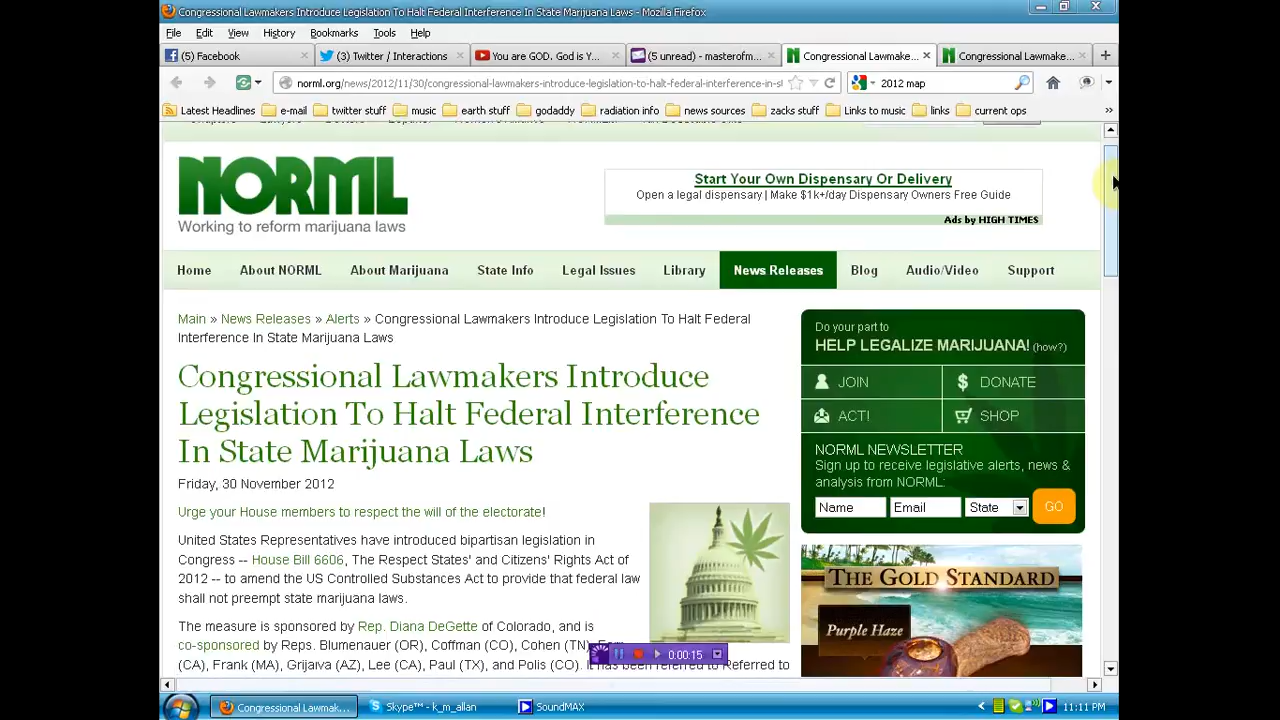 Congressional Lawmakers Introduce Legislation To Halt Federal Interference In State Marijuana Laws - Mozilla Firefox
File Edit View History Bookmarks Tools Help
(5) Facebook
(3) Twitter / Interactions
You are GOD. God is Y...
(5 unread) - masterofm...
Congressional Lawmake...
Congressional Lawmake...
norml.org/news/2012/11/30/congressional-lawmakers-introduce-legislation-to-halt-federal-interference-in-s
2012 map
Latest Headlines e-mail twitter stuff music earth stuff godaddy radiation info news sources zacks stuff Links to music links current ops
NORML
Working to reform marijuana laws
Start Your Own Dispensary Or Delivery
Open a legal dispensary | Make $1k+/day Dispensary Owners Free Guide
Ads by HIGH TIMES
Home About NORML About Marijuana State Info Legal Issues Library News Releases Blog Audio/Video Support
Main » News Releases » Alerts » Congressional Lawmakers Introduce Legislation To Halt Federal
Interference In State Marijuana Laws
Congressional Lawmakers Introduce
Legislation To Halt Federal Interference
In State Marijuana Laws
Friday, 30 November 2012
Urge your House members to respect the will of the electorate!
United States Representatives have introduced bipartisan legislation in
Congress -- House Bill 6606, The Respect States' and Citizens' Rights Act of
2012 -- to amend the US Controlled Substances Act to provide that federal law
shall not preempt state marijuana laws.
The measure is sponsored by Rep. Diana DeGette of Colorado, and is
co-sponsored by Reps. Blumenauer (OR), Coffman (CO), Cohen (TN),
(CA), Frank (MA), Grijalva (AZ), Lee (CA), Paul (TX), and Polis (CO). It has been referred to Referred to
Do your part to
HELP LEGALIZE MARIJUANA! (how?)
JOIN DONATE
ACT! SHOP
NORML NEWSLETTER
Sign up to receive legislative alerts, news &
analysis from NORML:
Name Email State GO
THE GOLD STANDARD
Purple Haze
0:00:15
Congressional Lawmak...
Skype™ - k_m_allan
SoundMAX
11:11 PM